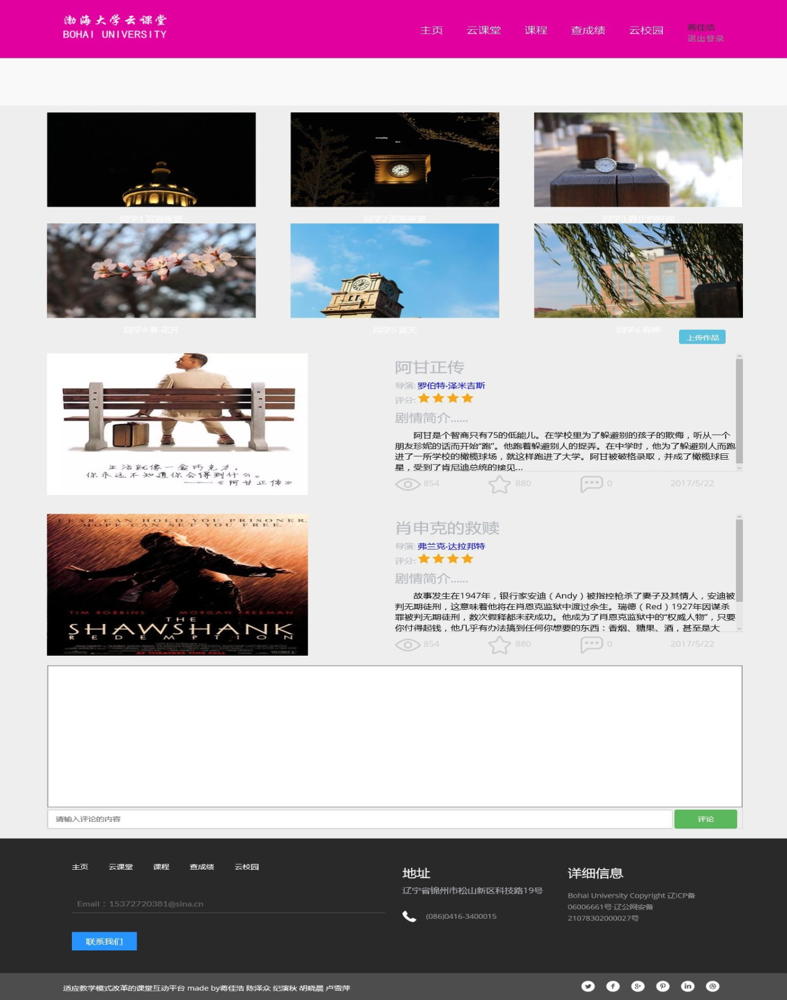 渤海大学云课堂
BOHAI UNIVERSITY
主页 云课堂 课程 查成绩 云校园
蒋佳浩
退出登录
同学1 滨海夜景
同学2 滨海夜景
同学3 静止的时间
同学4 春.花开
同学5 蓝天
同学6 春柳
上传作品
生活就像一盒巧克力,
你永远不知道你会得到什么。
——《阿甘正传》
阿甘正传
导演: 罗伯特·泽米吉斯
评分:
剧情简介......
阿甘是个智商只有75的低能儿。在学校里为了躲避别的孩子的欺侮，听从一个
朋友珍妮的话而开始“跑”。他跑着躲避别人的捉弄。在中学时，他为了躲避别人而跑
进了一所学校的橄榄球场，就这样跑进了大学。阿甘被破格录取，并成了橄榄球巨
星，受到了肯尼迪总统的接见...
854 880 0 2017/5/22
FEAR CAN HOLD YOU PRISONER.
HOPE CAN SET YOU FREE.
TIM ROBBINS MORGAN FREEMAN
THE
SHAWSHANK
REDEMPTION
AT THEATRES THIS FALL
肖申克的救赎
导演: 弗兰克·达拉邦特
评分:
剧情简介......
故事发生在1947年，银行家安迪（Andy）被指控枪杀了妻子及其情人，安迪被
判无期徒刑，这意味着他将在肖恩克监狱中渡过余生。瑞德（Red）1927年因谋杀
罪被判无期徒刑，数次假释都未获成功。他成为了肖恩克监狱中的“权威人物”，只要
你付得起钱，他几乎有办法搞到任何你想要的东西：香烟、糖果、酒，甚至是大
854 880 0 2017/5/22
请输入评论的内容
评论
主页 云课堂 课程 查成绩 云校园
Email：15372720381@sina.cn
联系我们
地址
辽宁省锦州市松山新区科技路19号
(086)0416-3400015
详细信息
Bohai University Copyright 辽ICP备
06006661号 辽公网安备
21078302000027号
适应教学模式改革的课堂互动平台 made by蒋佳浩 陈泽众 纪演秋 胡晓晨 卢雪萍